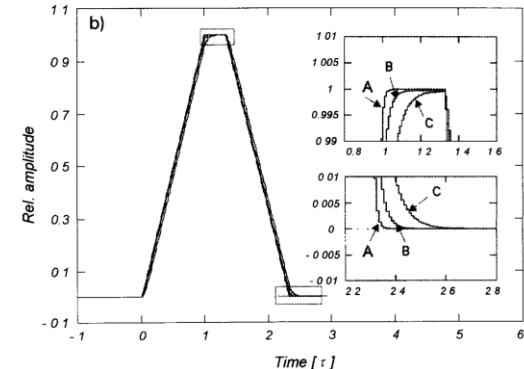 b)
1 1
0 9
0 7
0 5
0 3
0 1
- 0 1
Rel. amplitude
- 1 0 1 2 3 4 5 6
Time [ τ ]
1 01
1 005
1
0 995
0 99
0 8 1 1 2 1 4 1 6
A
B
C
0 01
0 005
0
- 0 005
- 0 01
2 2 2 4 2 6 2 8
A
B
C